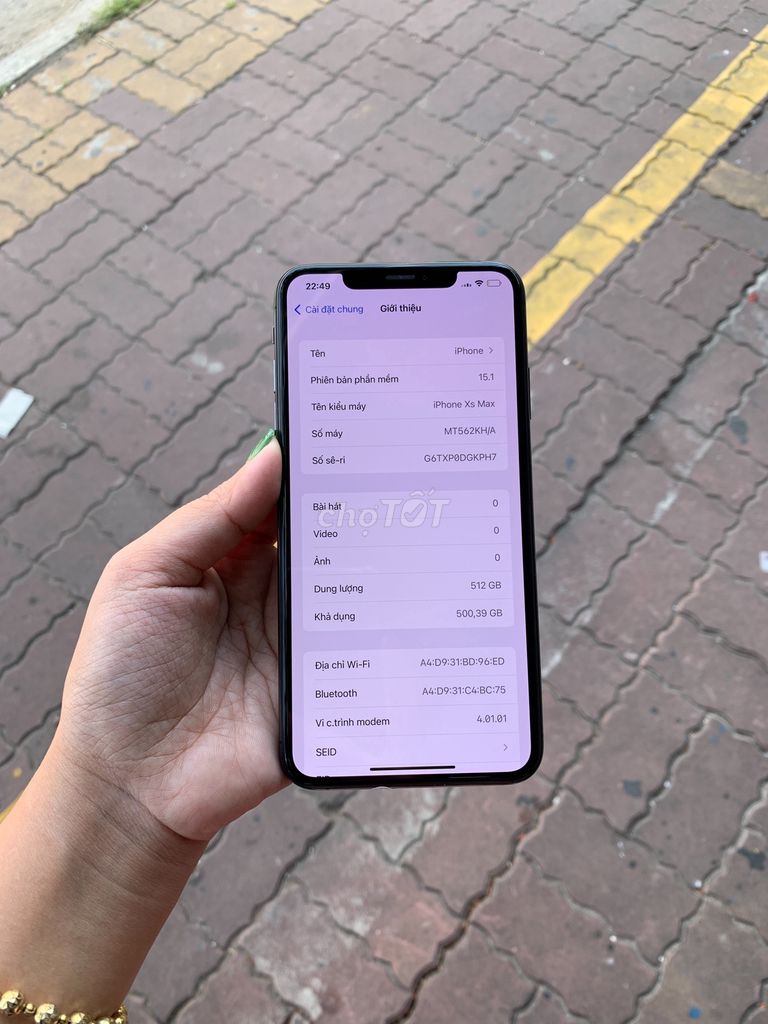 22:49
Cài đặt chung Giới thiệu
Tên iPhone
Phiên bản phần mềm 15.1
Tên kiểu máy iPhone Xs Max
Số máy MT562KH/A
Số sê-ri G6TXP0DGKPH7
Bài hát 0
chợTỐT
Video 0
Ảnh 0
Dung lượng 512 GB
Khả dụng 500,39 GB
Địa chỉ Wi-Fi A4:D9:31:BD:96:ED
Bluetooth A4:D9:31:C4:BC:75
Vi c.trình modem 4.01.01
SEID